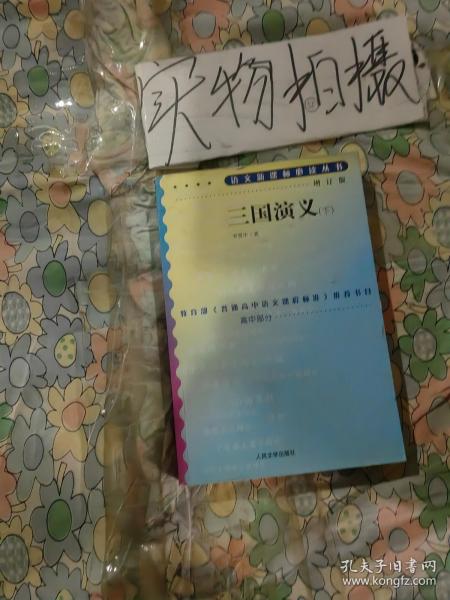 实物拍摄
语文新课标必读丛书
增订版
三国演义(下)
罗贯中 著
教育部《普通高中语文课程标准》推荐书目
高中部分
人民文学出版社
孔夫子旧书网
www.kongfz.com